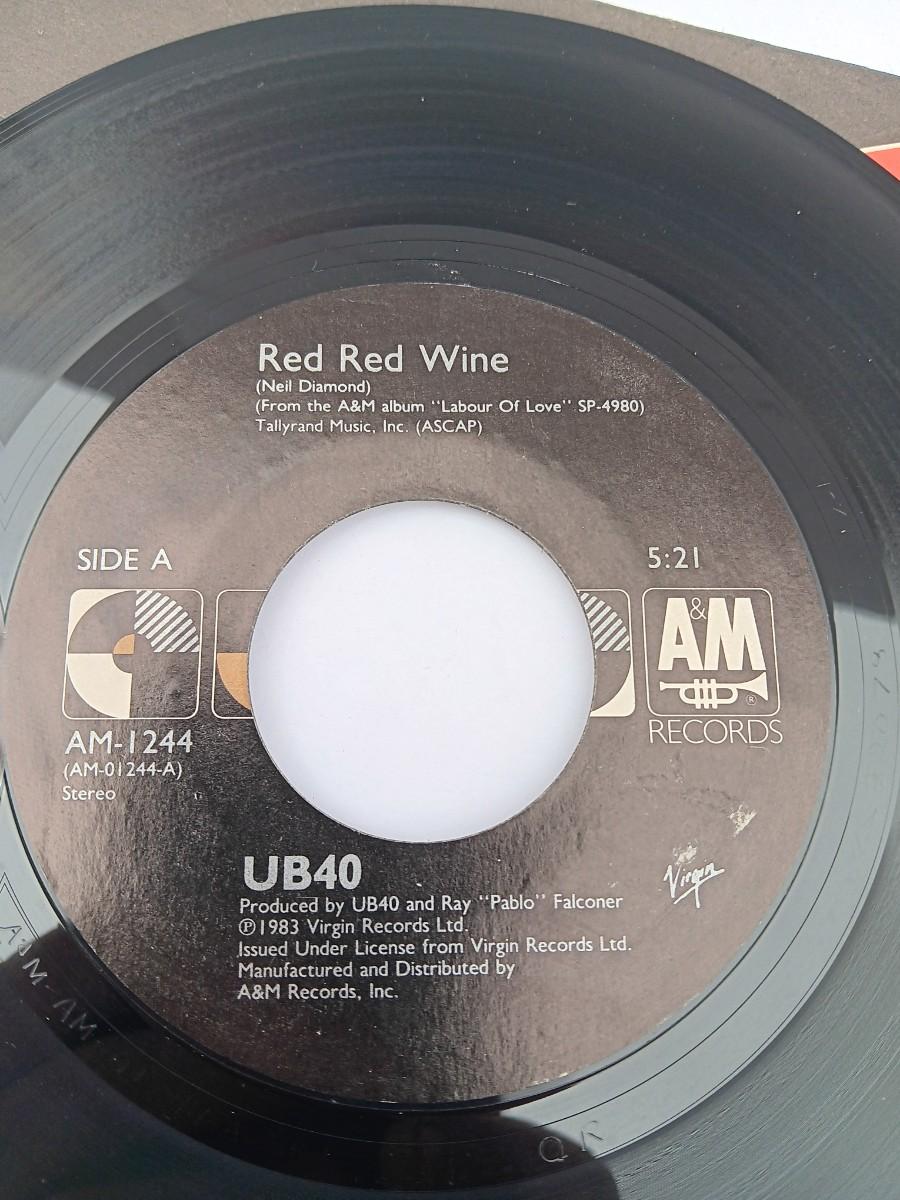 Red Red Wine
(Neil Diamond)
(From the A&M album "Labour Of Love" SP-4980)
Tallyrand Music, Inc. (ASCAP)
SIDE A
5:21
A&M
®
RECORDS
AM-1244
(AM-01244-A)
Stereo
UB40
Produced by UB40 and Ray "Pablo" Falconer
℗1983 Virgin Records Ltd.
Issued Under License from Virgin Records Ltd.
Manufactured and Distributed by
A&M Records, Inc.
Virgin
A&M-AM
QR